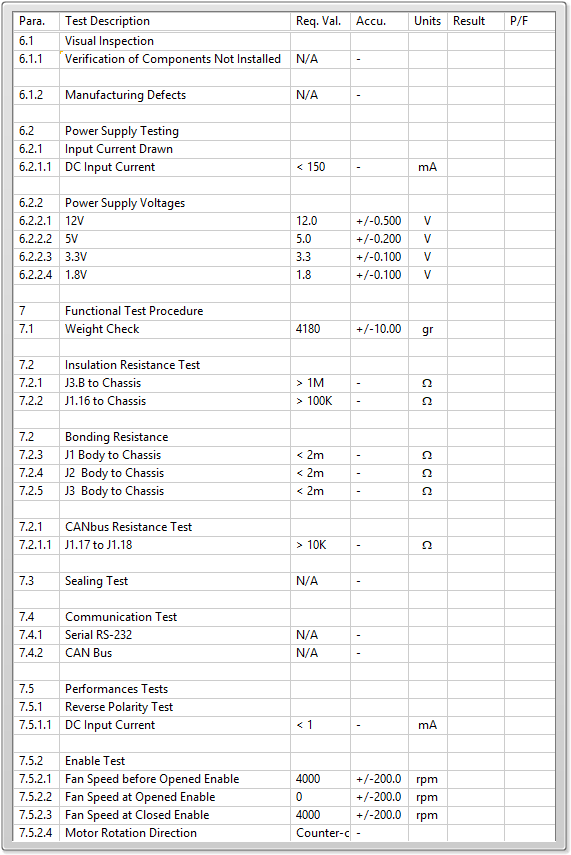 Para. Test Description Req. Val. Accu. Units Result P/F
6.1 Visual Inspection
6.1.1 Verification of Components Not Installed N/A -
6.1.2 Manufacturing Defects N/A -
6.2 Power Supply Testing
6.2.1 Input Current Drawn
6.2.1.1 DC Input Current < 150 - mA
6.2.2 Power Supply Voltages
6.2.2.1 12V 12.0 +/-0.500 V
6.2.2.2 5V 5.0 +/-0.200 V
6.2.2.3 3.3V 3.3 +/-0.100 V
6.2.2.4 1.8V 1.8 +/-0.100 V
7 Functional Test Procedure
7.1 Weight Check 4180 +/-10.00 gr
7.2 Insulation Resistance Test
7.2.1 J3.B to Chassis > 1M - Ω
7.2.2 J1.16 to Chassis > 100K - Ω
7.2 Bonding Resistance
7.2.3 J1 Body to Chassis < 2m - Ω
7.2.4 J2 Body to Chassis < 2m - Ω
7.2.5 J3 Body to Chassis < 2m - Ω
7.2.1 CANbus Resistance Test
7.2.1.1 J1.17 to J1.18 > 10K - Ω
7.3 Sealing Test N/A -
7.4 Communication Test
7.4.1 Serial RS-232 N/A -
7.4.2 CAN Bus N/A -
7.5 Performances Tests
7.5.1 Reverse Polarity Test
7.5.1.1 DC Input Current < 1 - mA
7.5.2 Enable Test
7.5.2.1 Fan Speed before Opened Enable 4000 +/-200.0 rpm
7.5.2.2 Fan Speed at Opened Enable 0 +/-200.0 rpm
7.5.2.3 Fan Speed at Closed Enable 4000 +/-200.0 rpm
7.5.2.4 Motor Rotation Direction Counter-c -